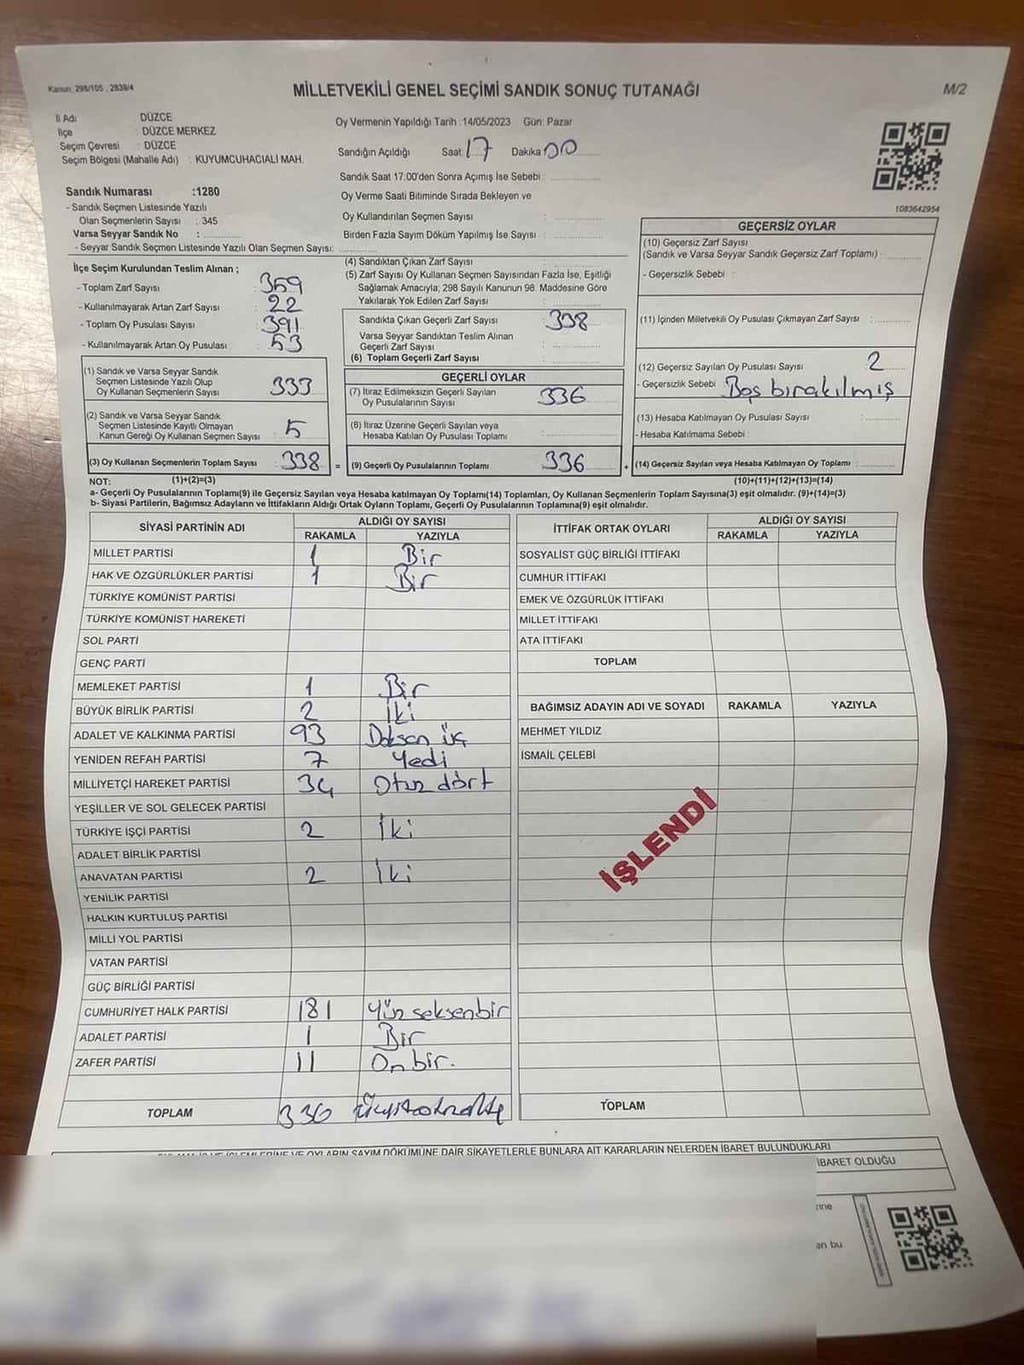 Kanun: 298/105 , 2839/4
MİLLETVEKİLİ GENEL SEÇİMİ SANDIK SONUÇ TUTANAĞI
M/2
İl Adı DÜZCE
İlçe DÜZCE MERKEZ
Seçim Çevresi : DÜZCE
Seçim Bölgesi (Mahalle Adı) : KUYUMCUHACIALİ MAH.
Oy Vermenin Yapıldığı Tarih :14/05/2023 Gün: Pazar
Sandığın Açıldığı Saat: 17 Dakika 00
Sandık Saat 17:00'den Sonra Açmış İse Sebebi :
Oy Verme Saati Bitiminde Sırada Bekleyen ve
Oy Kullandırılan Seçmen Sayısı :
Birden Fazla Sayım Döküm Yapılmış İse Sayısı :
1083642954
Sandık Numarası :1280
- Sandık Seçmen Listesinde Yazılı
Olan Seçmenlerin Sayısı : 345
Varsa Seyyar Sandık No :
- Seyyar Sandık Seçmen Listesinde Yazılı Olan Seçmen Sayısı:
İlçe Seçim Kurulundan Teslim Alınan ;
- Toplam Zarf Sayısı : 369
- Kullanılmayarak Artan Zarf Sayısı : 22
- Toplam Oy Pusulası Sayısı : 391
- Kullanılmayarak Artan Oy Pusulası : 53
(1) Sandık ve Varsa Seyyar Sandık
Seçmen Listesinde Yazılı Olup
Oy Kullanan Seçmenlerin Sayısı 333
(2) Sandık ve Varsa Seyyar Sandık
Seçmen Listesinde Kayıtlı Olmayan
Kanun Gereği Oy Kullanan Seçmen Sayısı 5
(3) Oy Kullanan Seçmenlerin Toplam Sayısı 338 =
(4) Sandıktan Çıkan Zarf Sayısı :
(5) Zarf Sayısı Oy Kullanan Seçmen Sayısından Fazla İse, Eşitliği
Sağlamak Amacıyla; 298 Sayılı Kanunun 98. Maddesine Göre
Yakılarak Yok Edilen Zarf Sayısı :
Sandıkta Çıkan Geçerli Zarf Sayısı 338
Varsa Seyyar Sandıktan Teslim Alınan
Geçerli Zarf Sayısı :
(6) Toplam Geçerli Zarf Sayısı :
GEÇERLİ OYLAR
(7) İtiraz Edilmeksizin Geçerli Sayılan
Oy Pusulalarının Sayısı 336
(8) İtiraz Üzerine Geçerli Sayılan veya
Hesaba Katılan Oy Pusulası Toplamı
(9) Geçerli Oy Pusulalarının Toplamı 336 +
GEÇERSİZ OYLAR
(10) Geçersiz Zarf Sayısı
(Sandık ve Varsa Seyyar Sandık Geçersiz Zarf Toplamı)
- Geçersizlik Sebebi :
(11) İçinden Milletvekili Oy Pusulası Çıkmayan Zarf Sayısı :
(12) Geçersiz Sayılan Oy Pusulası Sayısı : 2
- Geçersizlik Sebebi : Boş bırakılmış
(13) Hesaba Katılmayan Oy Pusulası Sayısı :
- Hesaba Katılmama Sebebi :
(14) Geçersiz Sayılan veya Hesaba Katılmayan Oy Toplamı :
NOT: (1)+(2)=(3) (10)+(11)+(12)+(13)=(14)
a- Geçerli Oy Pusulalarının Toplamı(9) ile Geçersiz Sayılan veya Hesaba katılmayan Oy Toplamı(14) Toplamları, Oy Kullanan Seçmenlerin Toplam Sayısına(3) eşit olmalıdır. (9)+(14)=(3)
b- Siyasi Partilerin, Bağımsız Adayların ve İttifakların Aldığı Ortak Oyların Toplamı, Geçerli Oy Pusulalarının Toplamına(9) eşit olmalıdır.
SİYASİ PARTİNİN ADI ALDIĞI OY SAYISI
RAKAMLA YAZIYLA
MİLLET PARTİSİ 1 Bir
HAK VE ÖZGÜRLÜKLER PARTİSİ 1 Bir
TÜRKİYE KOMÜNİST PARTİSİ
TÜRKİYE KOMÜNİST HAREKETİ
SOL PARTİ
GENÇ PARTİ
MEMLEKET PARTİSİ 1 Bir
BÜYÜK BİRLİK PARTİSİ 2 İki
ADALET VE KALKINMA PARTİSİ 93 Doksan üç
YENİDEN REFAH PARTİSİ 7 Yedi
MİLLİYETÇİ HAREKET PARTİSİ 34 Otuz dört
YEŞİLLER VE SOL GELECEK PARTİSİ
TÜRKİYE İŞÇİ PARTİSİ 2 İki
ADALET BİRLİK PARTİSİ
ANAVATAN PARTİSİ 2 İki
YENİLİK PARTİSİ
HALKIN KURTULUŞ PARTİSİ
MİLLİ YOL PARTİSİ
VATAN PARTİSİ
GÜÇ BİRLİĞİ PARTİSİ
CUMHURİYET HALK PARTİSİ 181 Yüz seksenbir
ADALET PARTİSİ 1 Bir
ZAFER PARTİSİ 11 On bir.
TOPLAM 336
İTTİFAK ORTAK OYLARI ALDIĞI OY SAYISI
RAKAMLA YAZIYLA
SOSYALİST GÜÇ BİRLİĞİ İTTİFAKI
CUMHUR İTTİFAKI
EMEK VE ÖZGÜRLÜK İTTİFAKI
MİLLET İTTİFAKI
ATA İTTİFAKI
TOPLAM
BAĞIMSIZ ADAYIN ADI VE SOYADI RAKAMLA YAZIYLA
MEHMET YILDIZ
İSMAİL ÇELEBİ
İŞLENDİ
TOPLAM
OYLARIN SAYIM DÖKÜMÜNE DAİR ŞİKAYETLERLE BUNLARA AİT KARARLARIN NELERDEN İBARET BULUNDUKLARI
İBARET OLDUĞU